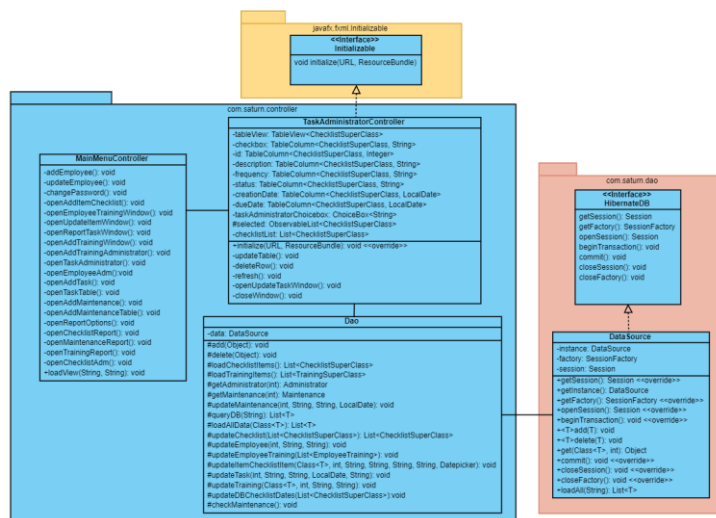 javafx.fxml.Initializable
<<Interface>>
Initializable
void initialize(URL, ResourceBundle)
com.saturn.controller
TaskAdministratorController
-tableView: TableView<ChecklistSuperClass>
-checkbox: TableColumn<ChecklistSuperClass, String>
-id: TableColumn<ChecklistSuperClass, Integer>
-description: TableColumn<ChecklistSuperClass, String>
-frequency: TableColumn<ChecklistSuperClass, String>
-status: TableColumn<ChecklistSuperClass, String>
-creationDate: TableColumn<ChecklistSuperClass, LocalDate>
-dueDate: TableColumn<ChecklistSuperClass, LocalDate>
-taskAdministratorChoicebox: ChoiceBox<String>
#selected: ObservableList<ChecklistSuperClass>
-checklistList: List<ChecklistSuperClass>
+initialize(URL, ResourceBundle): void <<override>>
-updateTable(): void
-deleteRow(): void
-refresh(): void
-openUpdateTaskWindow(): void
-closeWindow(): void
MainMenuController
-addEmployee(): void
-updateEmployee(): void
-changePassword(): void
-openAddItemChecklist(): void
-openEmployeeTrainingWindow(): void
-openUpdateItemWindow(): void
-openReportTaskWindow(): void
-openAddTrainingWindow(): void
-openAddTrainingAdministrator(): void
-openTaskAdministrator(): void
-openEmployeeAdm(): void
-openAddTask(): void
-openTaskTable(): void
-openAddMaintenance(): void
-openAddMaintenanceTable(): void
-openReportOptions(): void
-openChecklistReport(): void
-openMaintenanceReport(): void
-openTrainingReport(): void
-openChecklistAdm(): void
+loadView(String, String): void
Dao
-data: DataSource
#add(Object): void
#delete(Object): void
#loadChecklistItems(): List<ChecklistSuperClass>
#loadTrainingItems(): List<TrainingSuperClass>
#getAdministrator(int): Administrator
#getMaintenance(int): Maintenance
#updateMaintenance(int, String, String, LocalDate): void
#queryDB(String): List<T>
#loadAllData(Class<T>): List<T>
#updateChecklist(List<ChecklistSuperClass>): List<ChecklistSuperClass>
#updateEmployee(int, String, String): void
#updateEmployeeTraining(List<EmployeeTraining>): void
#updateItemChecklistItem(Class<T>, int, String, String, String, String, Datepicker): void
#updateTask(int, String, String, LocalDate, String): void
#updateTraining(Class<T>, int, String, String): void
#updateDBChecklistDates(List<ChecklistSuperClass>):void
#checkMaintenance(): void
com.saturn.dao
<<Interface>>
HibernateDB
getSession(): Session
getFactory(): SessionFactory
openSession(): Session
beginTransaction(): void
commit(): void
closeSession(): void
closeFactory(): void
DataSource
-instance: DataSource
-factory: SessionFactory
-session: Session
+getSession(): Session <<override>>
+getInstance(): DataSource
+getFactory(): SessionFactory <<override>>
+openSession(): Session <<override>>
+beginTransaction(): void <<override>>
+<T>add(T): void
+<T>delete(T): void
+get(Class<T>, int): Object
+commit(): void <<override>>
+closeSession(): void <<override>>
+closeFactory(): void <<override>>
+loadAll(String): List<T>